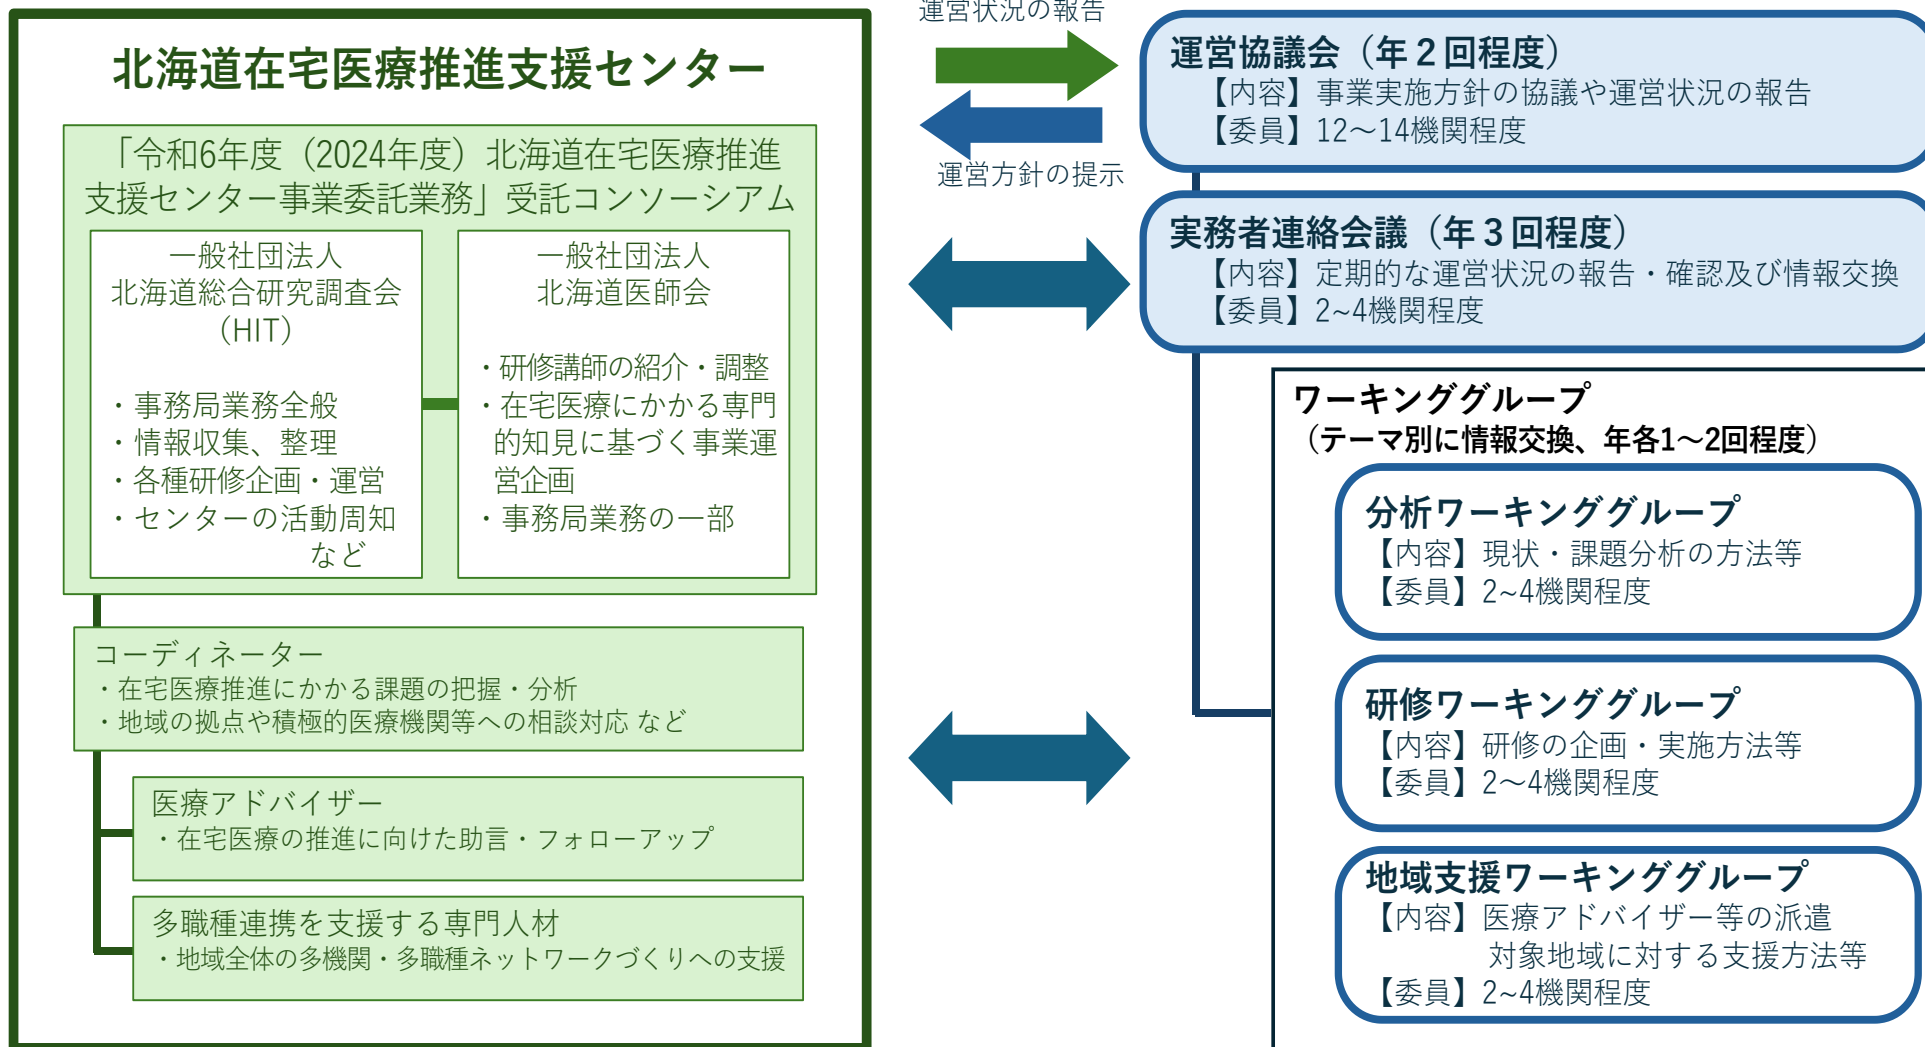 北海道在宅医療推進支援センター
「令和6年度（2024年度）北海道在宅医療推進
支援センター事業委託業務」受託コンソーシアム
一般社団法人
北海道総合研究調査会
（HIT）
・事務局業務全般
・情報収集、整理
・各種研修企画・運営
・センターの活動周知
など
一般社団法人
北海道医師会
・研修講師の紹介・調整
・在宅医療にかかる専門
的知見に基づく事業運
営企画
・事務局業務の一部
コーディネーター
・在宅医療推進にかかる課題の把握・分析
・地域の拠点や積極的医療機関等への相談対応 など
医療アドバイザー
・在宅医療の推進に向けた助言・フォローアップ
多職種連携を支援する専門人材
・地域全体の多機関・多職種ネットワークづくりへの支援
運営状況の報告
運営方針の提示
運営協議会（年２回程度）
【内容】事業実施方針の協議や運営状況の報告
【委員】12～14機関程度
実務者連絡会議（年３回程度）
【内容】定期的な運営状況の報告・確認及び情報交換
【委員】2~4機関程度
ワーキンググループ
（テーマ別に情報交換、年各1～2回程度）
分析ワーキンググループ
【内容】現状・課題分析の方法等
【委員】2~4機関程度
研修ワーキンググループ
【内容】研修の企画・実施方法等
【委員】2～4機関程度
地域支援ワーキンググループ
【内容】医療アドバイザー等の派遣
対象地域に対する支援方法等
【委員】2~4機関程度